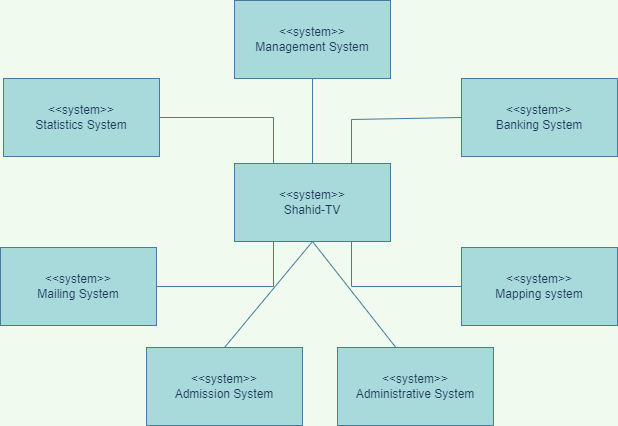 <<system>>
Management System
<<system>>
Statistics System
<<system>>
Banking System
<<system>>
Shahid-TV
<<system>>
Mailing System
<<system>>
Mapping system
<<system>>
Admission System
<<system>>
Administrative System